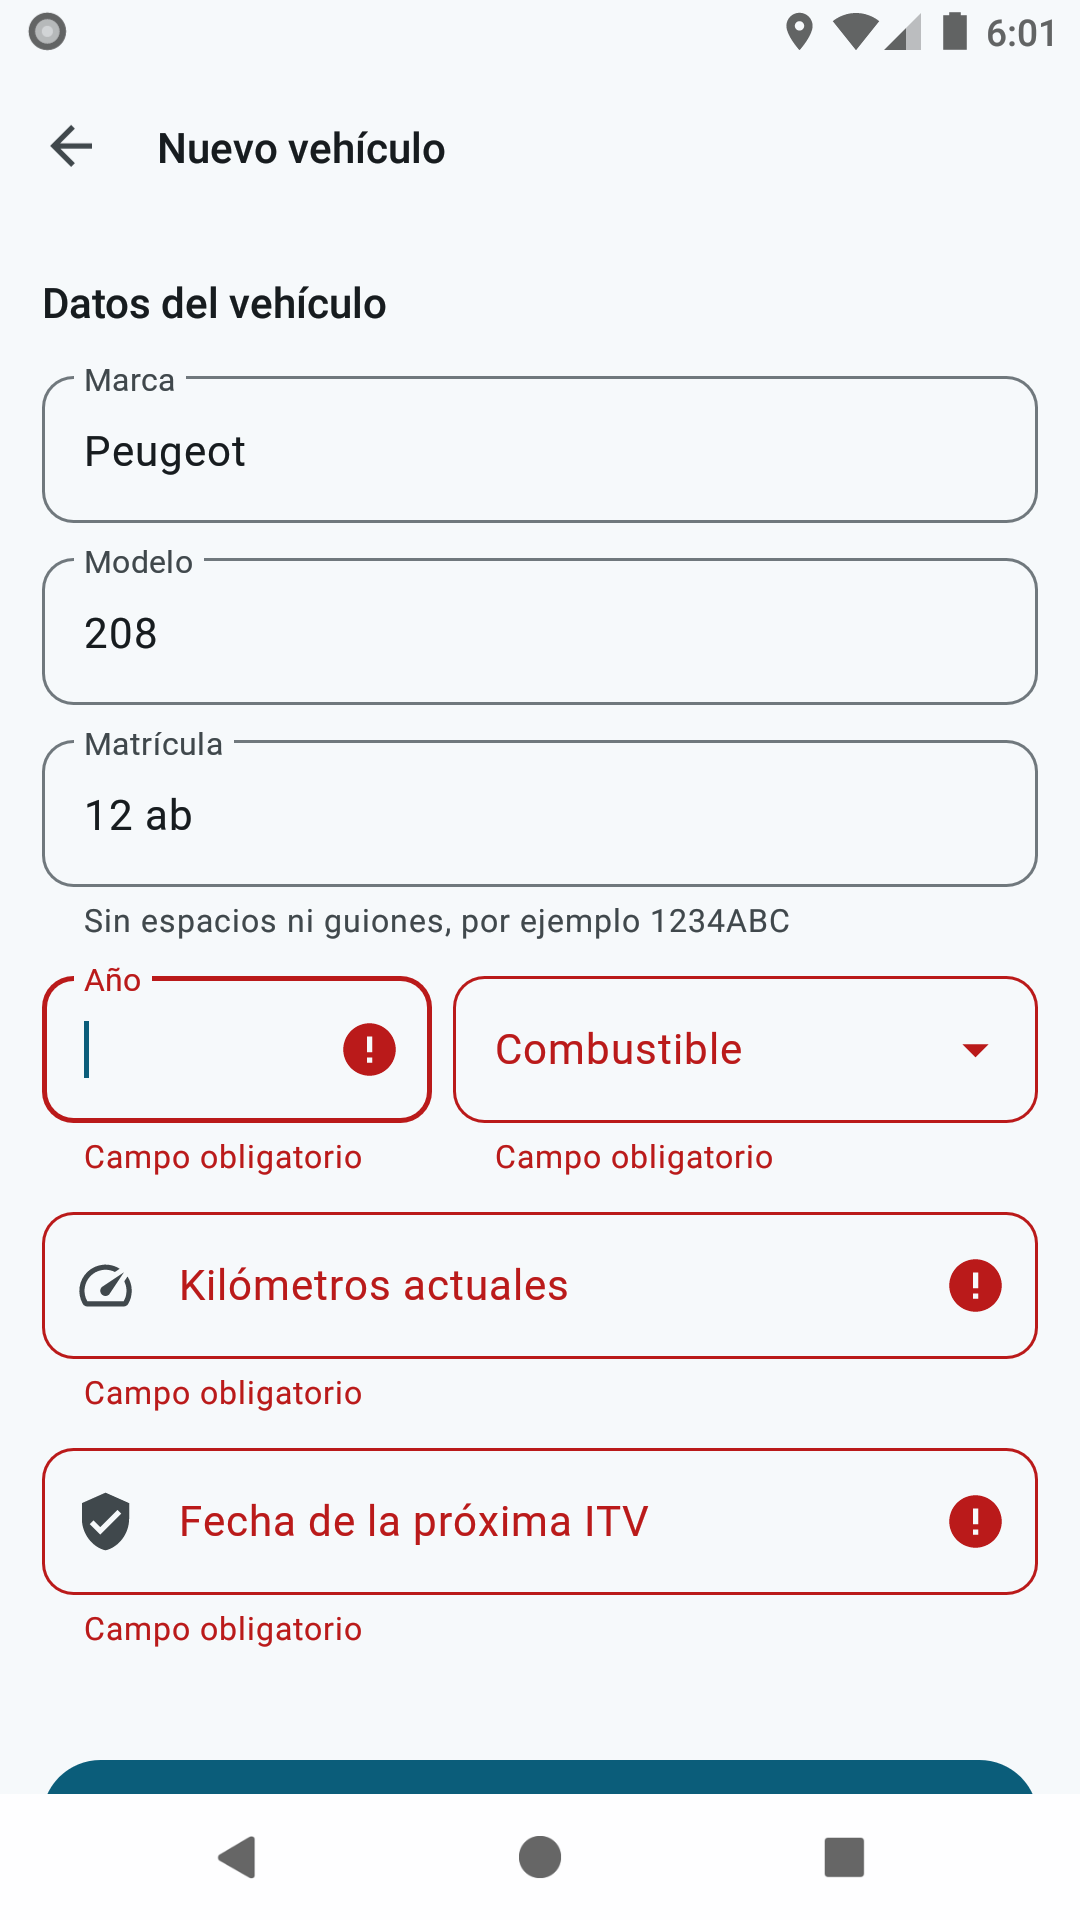 6:01
Nuevo vehículo
Datos del vehículo
Marca
Peugeot
Modelo
208
Matrícula
12 ab
Sin espacios ni guiones, por ejemplo 1234ABC
Año
Combustible
Campo obligatorio
Campo obligatorio
Kilómetros actuales
Campo obligatorio
Fecha de la próxima ITV
Campo obligatorio